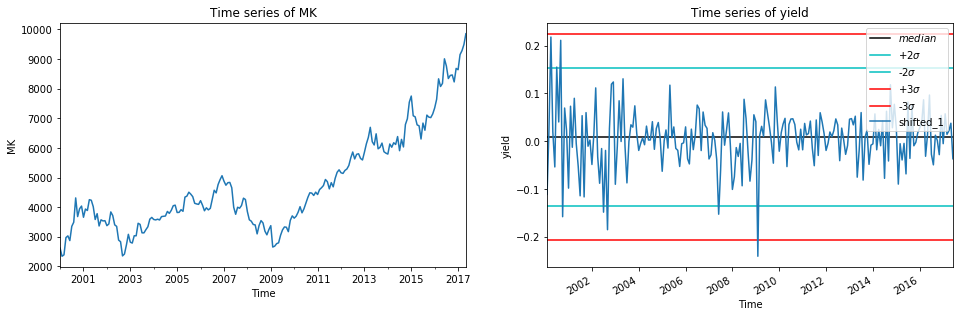 Time series of MK
10000
9000
8000
7000
6000
5000
4000
3000
2000
MK
2001
2003
2005
2007
2009
2011
2013
2015
2017
Time
Time series of yield
0.2
0.1
0.0
−0.1
−0.2
yield
median
+2σ
-2σ
+3σ
-3σ
shifted_1
2002
2004
2006
2008
2010
2012
2014
2016
Time